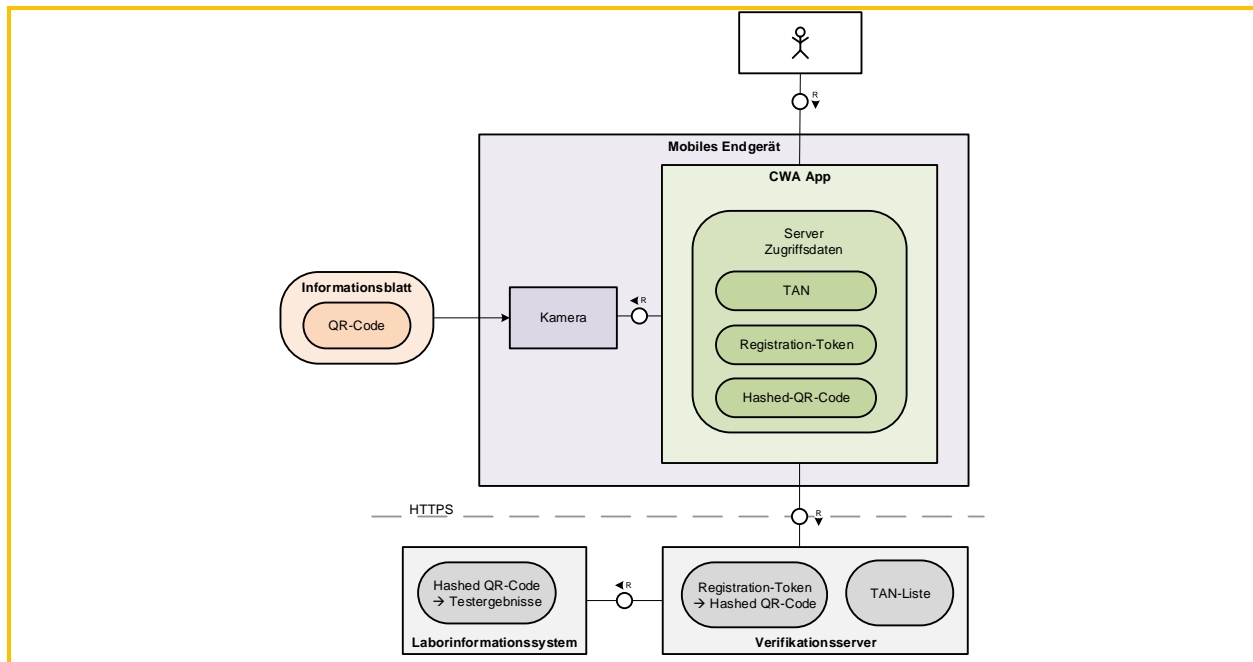 R
Mobiles Endgerät
CWA App
Server
Zugriffsdaten
TAN
Informationsblatt
QR-Code
Kamera
R
Registration-Token
Hashed-QR-Code
HTTPS
R
Hashed QR-Code
→ Testergebnisse
R
Registration-Token
→ Hashed QR-Code
TAN-Liste
Laborinformationssystem
Verifikationsserver